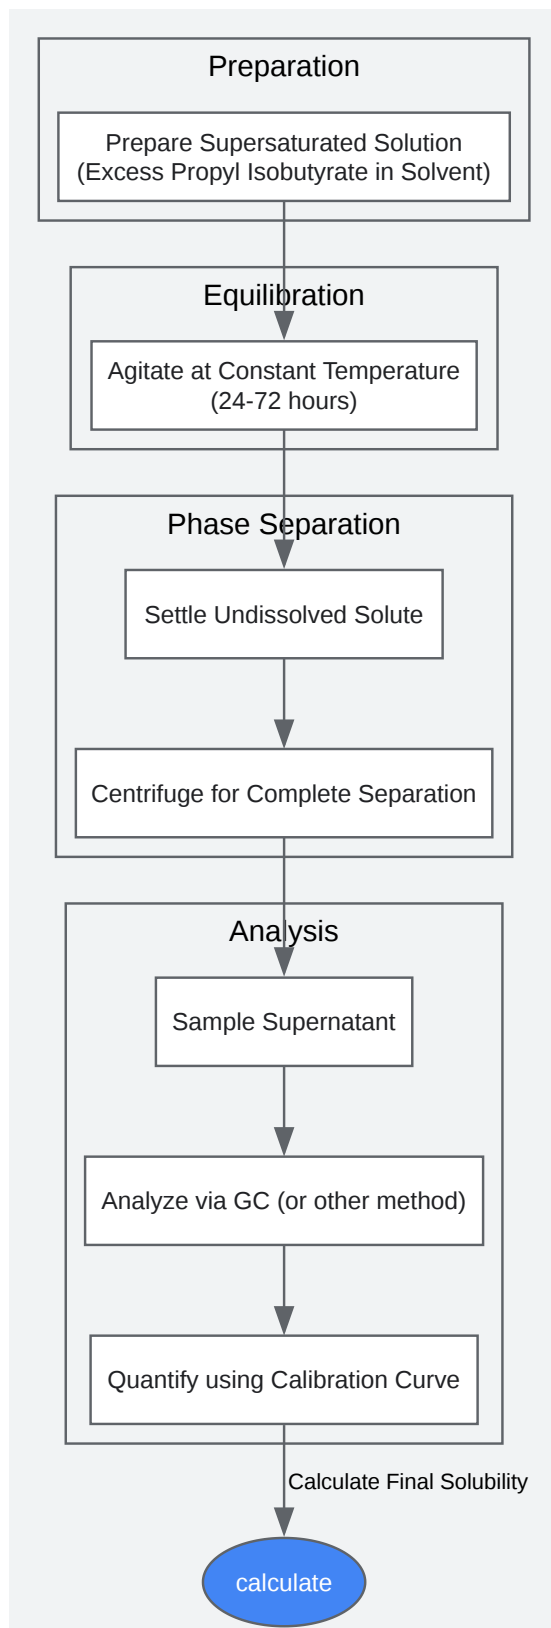 Preparation
Prepare Supersaturated Solution
(Excess Propyl Isobutyrate in Solvent)
Equilibration
Agitate at Constant Temperature
(24-72 hours)
Phase Separation
Settle Undissolved Solute
Centrifuge for Complete Separation
Analysis
Sample Supernatant
Analyze via GC (or other method)
Quantify using Calibration Curve
Calculate Final Solubility
calculate